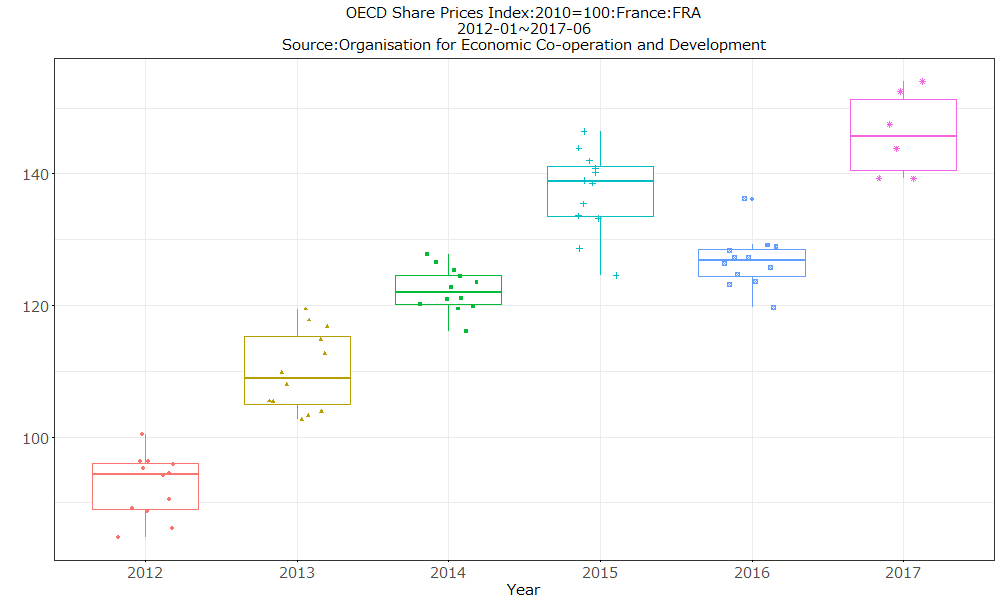 OECD Share Prices Index:2010=100:France:FRA
2012-01~2017-06
Source:Organisation for Economic Co-operation and Development
140
120
100
2012 2013 2014 2015 2016 2017
Year